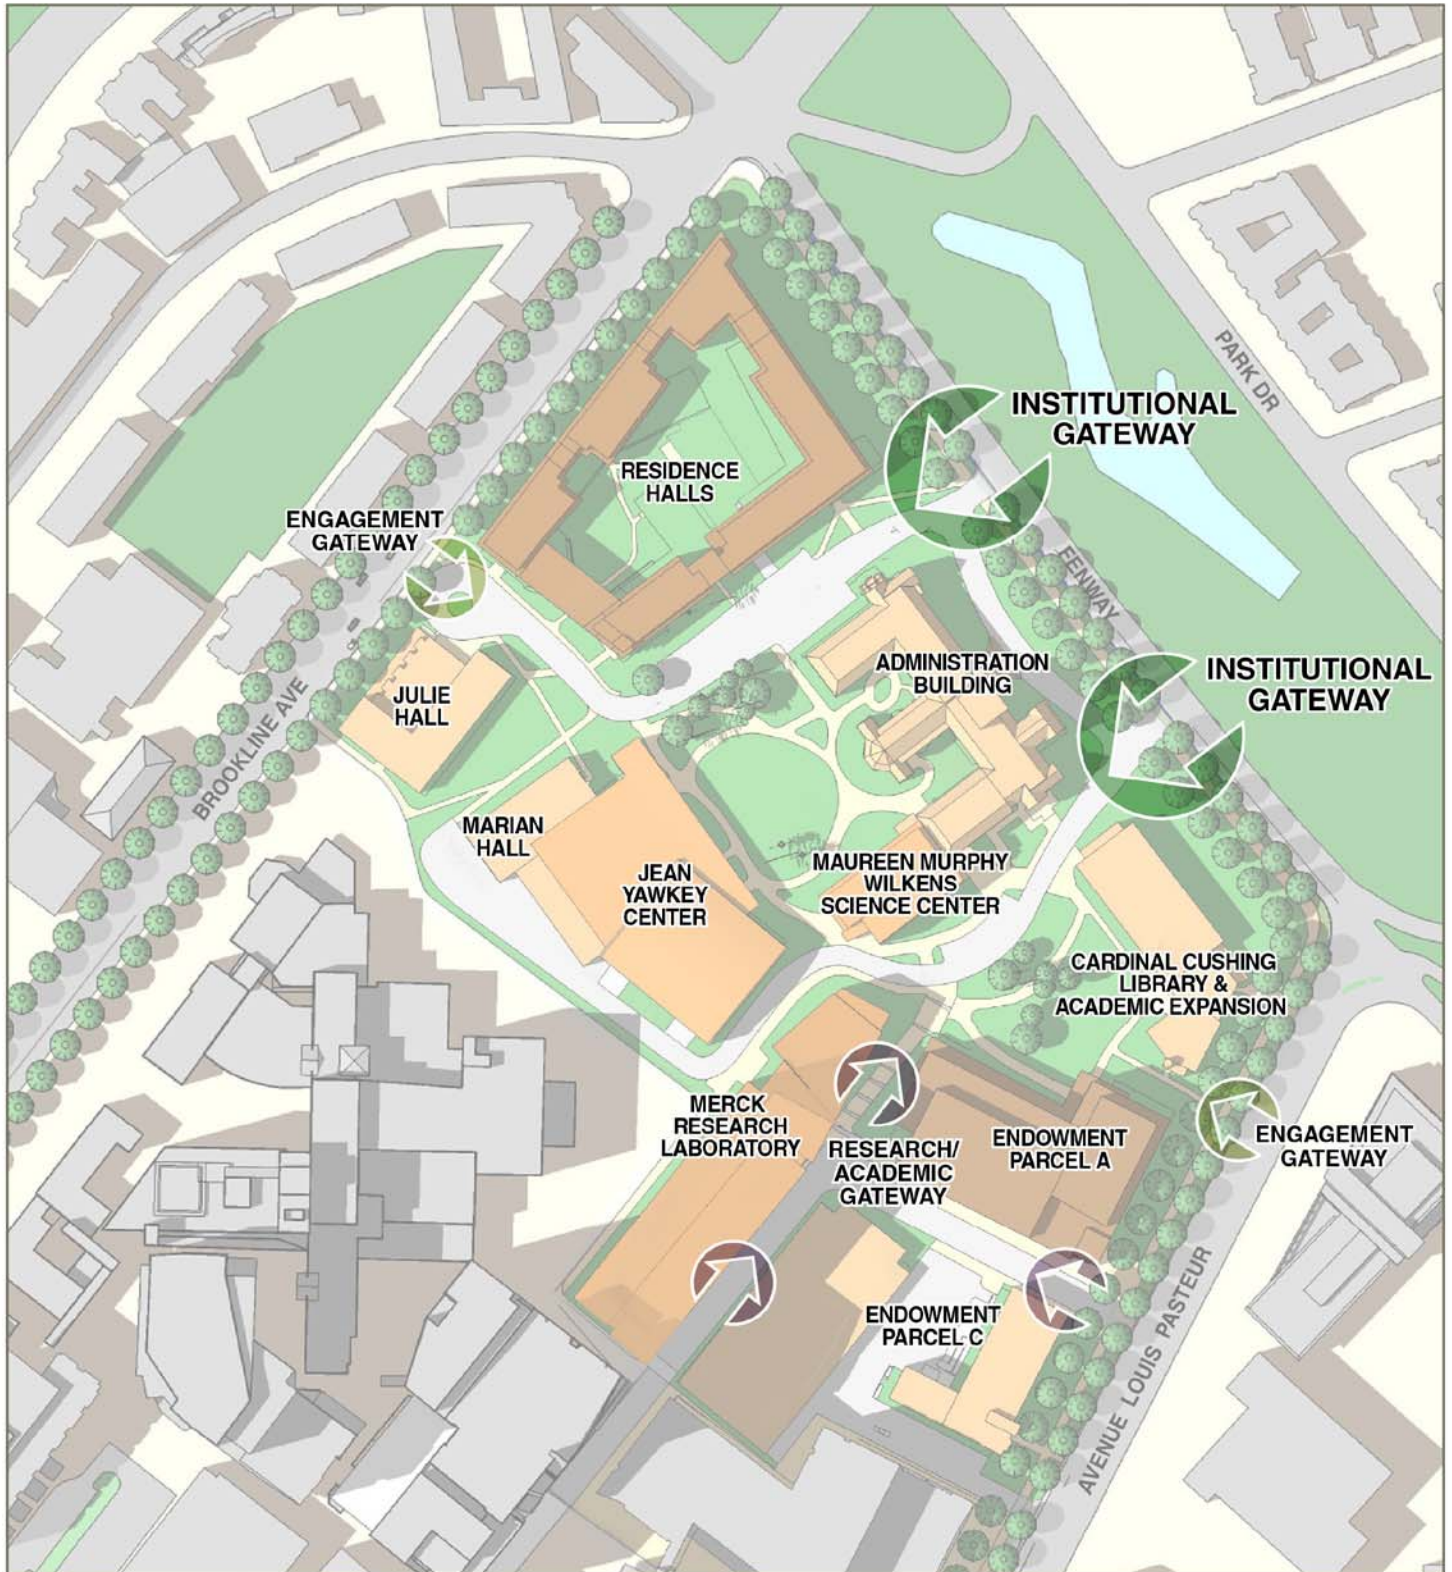 PARK DR
INSTITUTIONAL
GATEWAY
RESIDENCE
HALLS
ENGAGEMENT
GATEWAY
FENWAY
ADMINISTRATION
BUILDING
INSTITUTIONAL
GATEWAY
JULIE
HALL
BROOKLINE AVE
MARIAN
HALL
JEAN
YAWKEY
CENTER
MAUREEN MURPHY
WILKENS
SCIENCE CENTER
CARDINAL CUSHING
LIBRARY &
ACADEMIC EXPANSION
MERCK
RESEARCH
LABORATORY
RESEARCH/
ACADEMIC
GATEWAY
ENDOWMENT
PARCEL A
ENGAGEMENT
GATEWAY
ENDOWMENT
PARCEL C
AVENUE LOUIS PASTEUR